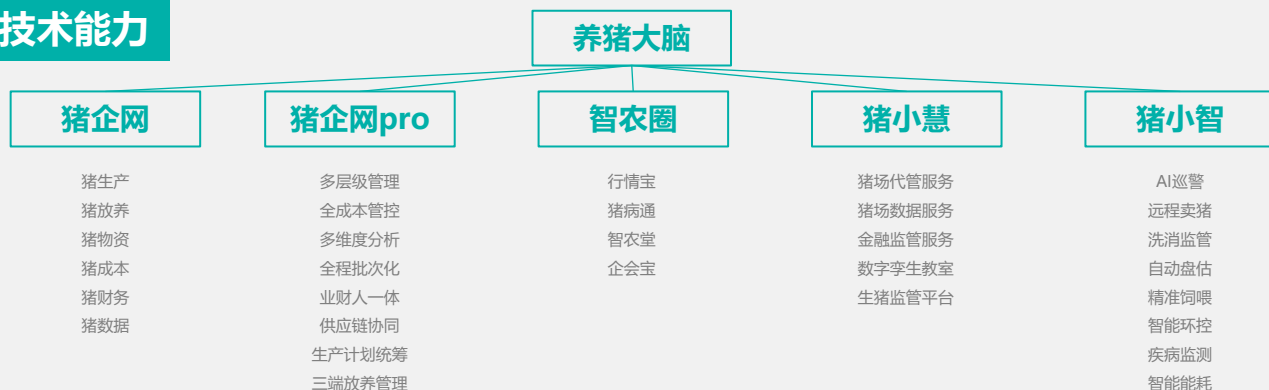 技术能力
养猪大脑
猪企网
猪生产
猪放养
猪物资
猪成本
猪财务
猪数据
猪企网pro
多层级管理
全成本管控
多维度分析
全程批次化
业财人一体
供应链协同
生产计划统筹
三端放养管理
智农圈
行情宝
猪病通
智农堂
企会宝
猪小慧
猪场代管服务
猪场数据服务
金融监管服务
数字孪生教室
生猪监管平台
猪小智
AI巡警
远程卖猪
洗消监管
自动盘估
精准饲喂
智能环控
疾病监测
智能能耗